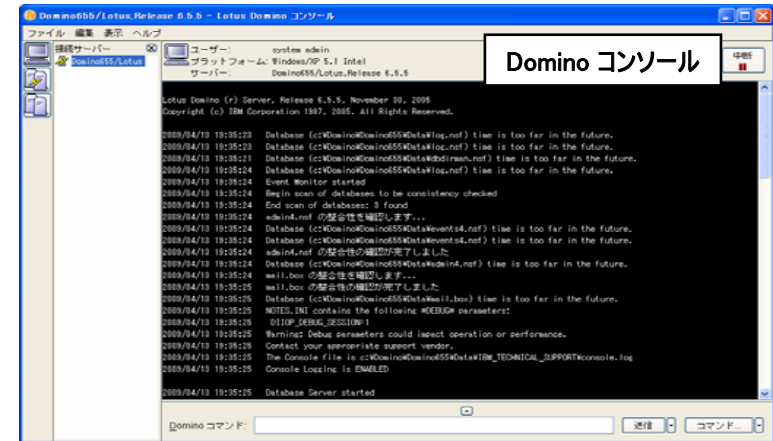 Domino655/Lotus, Release 6.5.5 - Lotus Domino コンソール
ファイル 編集 表示 ヘルプ
接続サーバー
Domino655/Lotus
ユーザー: system admin
プラットフォーム: Windows/XP 5.1 Intel
サーバー: Domino655/Lotus,Release 6.5.5
Domino コンソール
中断
Lotus Domino (r) Server, Release 6.5.5, November 30, 2005
Copyright (c) IBM Corporation 1987, 2005. All Rights Reserved.
2009/04/13 19:35:23 Database (c:¥Domino¥Domino655¥Data¥log.nsf) time is too far in the future.
2009/04/13 19:35:23 Database (c:¥Domino¥Domino655¥Data¥log.nsf) time is too far in the future.
2009/04/13 19:35:21 Database (c:¥Domino¥Domino655¥Data¥dbdirman.nsf) time is too far in the future.
2009/04/13 19:35:24 Database (c:¥Domino¥Domino655¥Data¥log.nsf) time is too far in the future.
2009/04/13 19:35:24 Event Monitor started
2009/04/13 19:35:24 Begin scan of databases to be consistency checked
2009/04/13 19:35:24 End scan of databases: 3 found
2009/04/13 19:35:24 admin4.nsf の整合性を確認します...
2009/04/13 19:35:24 Database (c:¥Domino¥Domino655¥Data¥events4.nsf) time is too far in the future.
2009/04/13 19:35:24 Database (c:¥Domino¥Domino655¥Data¥events4.nsf) time is too far in the future.
2009/04/13 19:35:24 admin4.nsf の整合性の確認が完了しました
2009/04/13 19:35:24 Database (c:¥Domino¥Domino655¥Data¥admin4.nsf) time is too far in the future.
2009/04/13 19:35:24 mail.box の整合性を確認します...
2009/04/13 19:35:25 mail.box の整合性の確認が完了しました
2009/04/13 19:35:25 Database (c:¥Domino¥Domino655¥Data¥mail.box) time is too far in the future.
2009/04/13 19:35:25 NOTES.INI contains the following *DEBUG* parameters:
2009/04/13 19:35:25 DIIOP_DEBUG_SESSION=1
2009/04/13 19:35:25 Warning: Debug parameters could impact operation or performance.
2009/04/13 19:35:25 Contact your appropriate support vendor.
2009/04/13 19:35:25 The Console file is c:¥Domino¥Domino655¥Data¥IBM_TECHNICAL_SUPPORT¥console.log
2009/04/13 19:35:25 Console Logging is ENABLED
2009/04/13 19:35:25 Database Server started
Domino コマンド:
送信
コマンド...